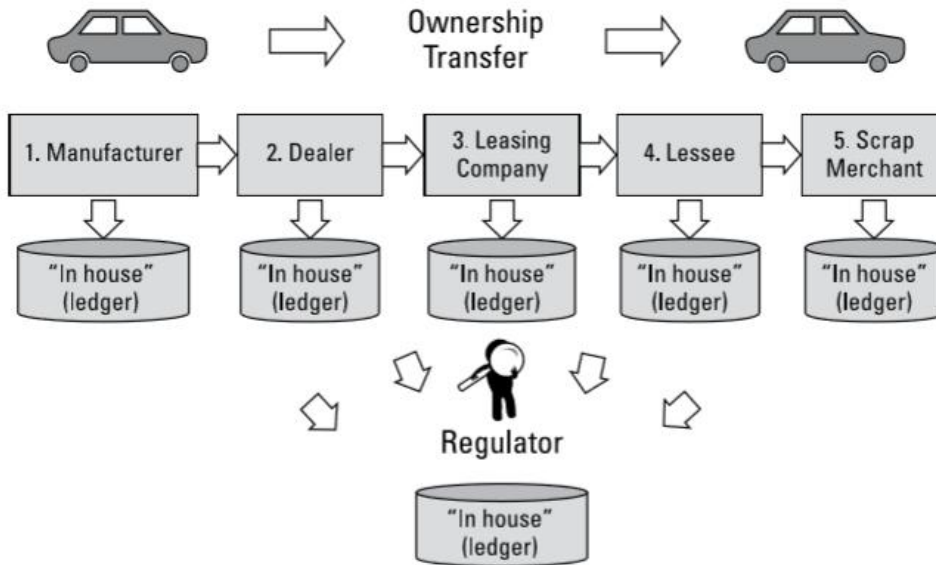 Ownership
Transfer
1. Manufacturer
2. Dealer
3. Leasing
Company
4. Lessee
5. Scrap
Merchant
“In house”
(ledger)
“In house”
(ledger)
“In house”
(ledger)
“In house”
(ledger)
“In house”
(ledger)
Regulator
“In house”
(ledger)